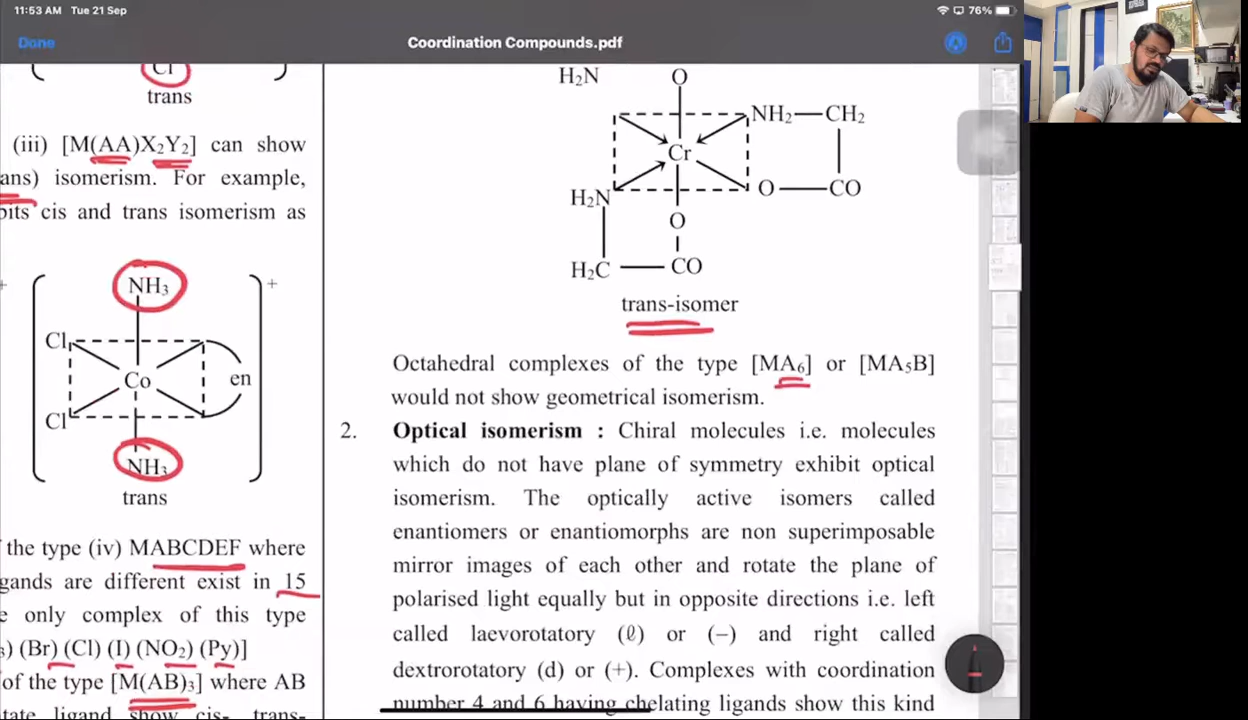 11:53 AM Tue 21 Sep
76%
Done
Coordination Compounds.pdf
Cl
trans
(iii) [M(AA)X₂Y₂] can show
ans) isomerism. For example,
bits cis and trans isomerism as
+
NH₃
+
Cl
Co
en
Cl
NH₃
trans
the type (iv) MABCDEF where
gands are different exist in 15
e only complex of this type
) (Br) (Cl) (I) (NO₂) (Py)]
of the type [M(AB)₃] where AB
tate ligand show cis- trans-
H₂N
O
NH₂—CH₂
Cr
H₂N
O
CO
O
H₂C
CO
trans-isomer
Octahedral complexes of the type [MA₆] or [MA₅B]
would not show geometrical isomerism.
2. Optical isomerism : Chiral molecules i.e. molecules
which do not have plane of symmetry exhibit optical
isomerism. The optically active isomers called
enantiomers or enantiomorphs are non superimposable
mirror images of each other and rotate the plane of
polarised light equally but in opposite directions i.e. left
called laevorotatory (ℓ) or (−) and right called
dextrorotatory (d) or (+). Complexes with coordination
number 4 and 6 having chelating ligands show this kind